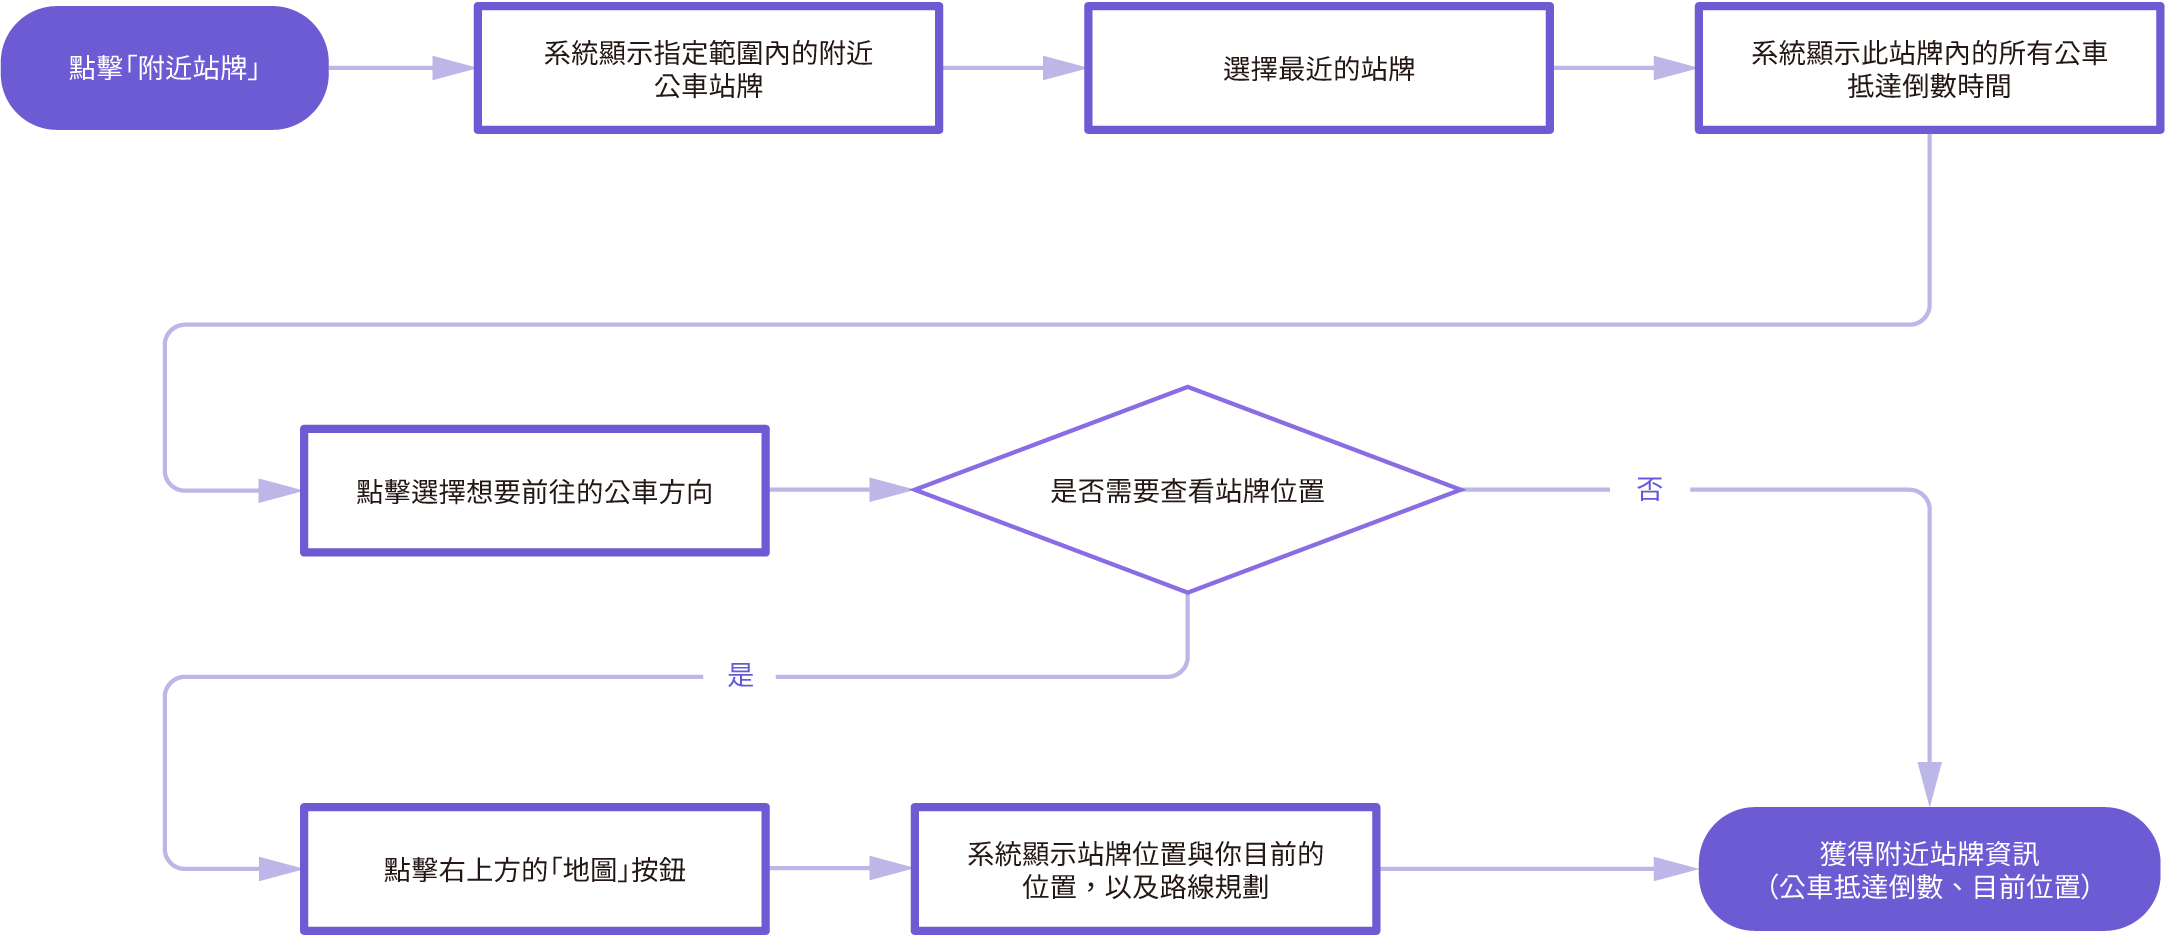 點擊「附近站牌」
系統顯示指定範圍內的附近
公車站牌
選擇最近的站牌
系統顯示此站牌內的所有公車
抵達倒數時間
點擊選擇想要前往的公車方向
是否需要查看站牌位置
否
是
點擊右上方的「地圖」按鈕
系統顯示站牌位置與你目前的
位置，以及路線規劃
獲得附近站牌資訊
（公車抵達倒數、目前位置）